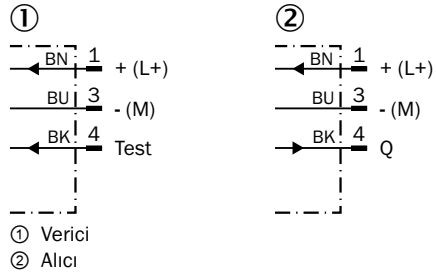 ① ②
BN 1 + (L+) BN 1 + (L+)
BU 3 - (M) BU 3 - (M)
BK 4 Test BK 4 Q
① Verici
② Alıcı